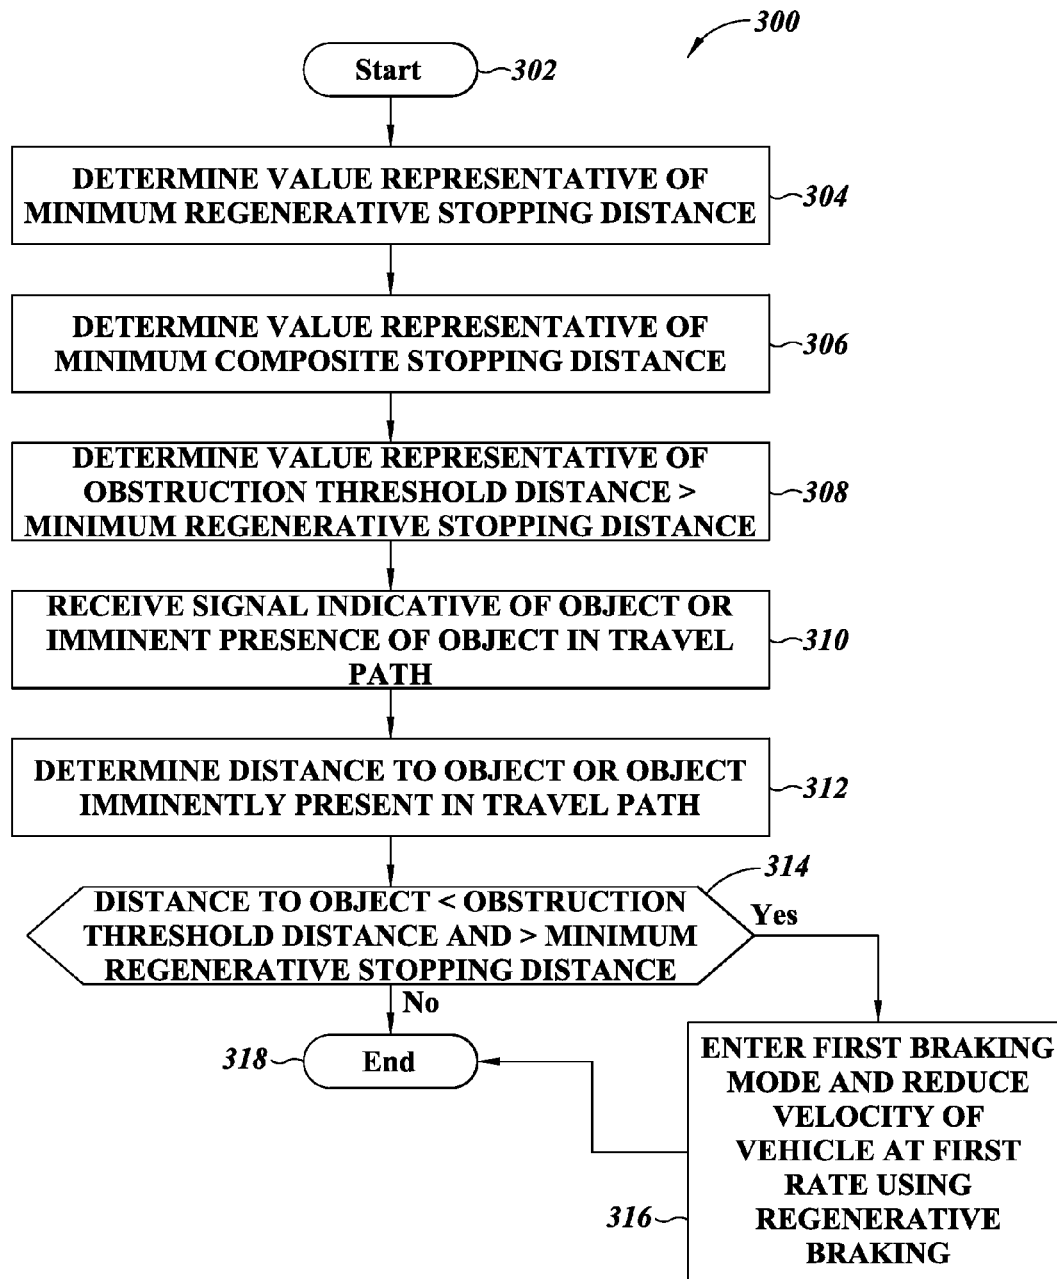 300
Start
302
DETERMINE VALUE REPRESENTATIVE OF
MINIMUM REGENERATIVE STOPPING DISTANCE
304
DETERMINE VALUE REPRESENTATIVE OF
MINIMUM COMPOSITE STOPPING DISTANCE
306
DETERMINE VALUE REPRESENTATIVE OF
OBSTRUCTION THRESHOLD DISTANCE >
MINIMUM REGENERATIVE STOPPING DISTANCE
308
RECEIVE SIGNAL INDICATIVE OF OBJECT OR
IMMINENT PRESENCE OF OBJECT IN TRAVEL
PATH
310
DETERMINE DISTANCE TO OBJECT OR OBJECT
IMMINENTLY PRESENT IN TRAVEL PATH
312
314
DISTANCE TO OBJECT < OBSTRUCTION
THRESHOLD DISTANCE AND > MINIMUM
REGENERATIVE STOPPING DISTANCE
Yes
No
318
End
ENTER FIRST BRAKING
MODE AND REDUCE
VELOCITY OF
VEHICLE AT FIRST
RATE USING
REGENERATIVE
BRAKING
316